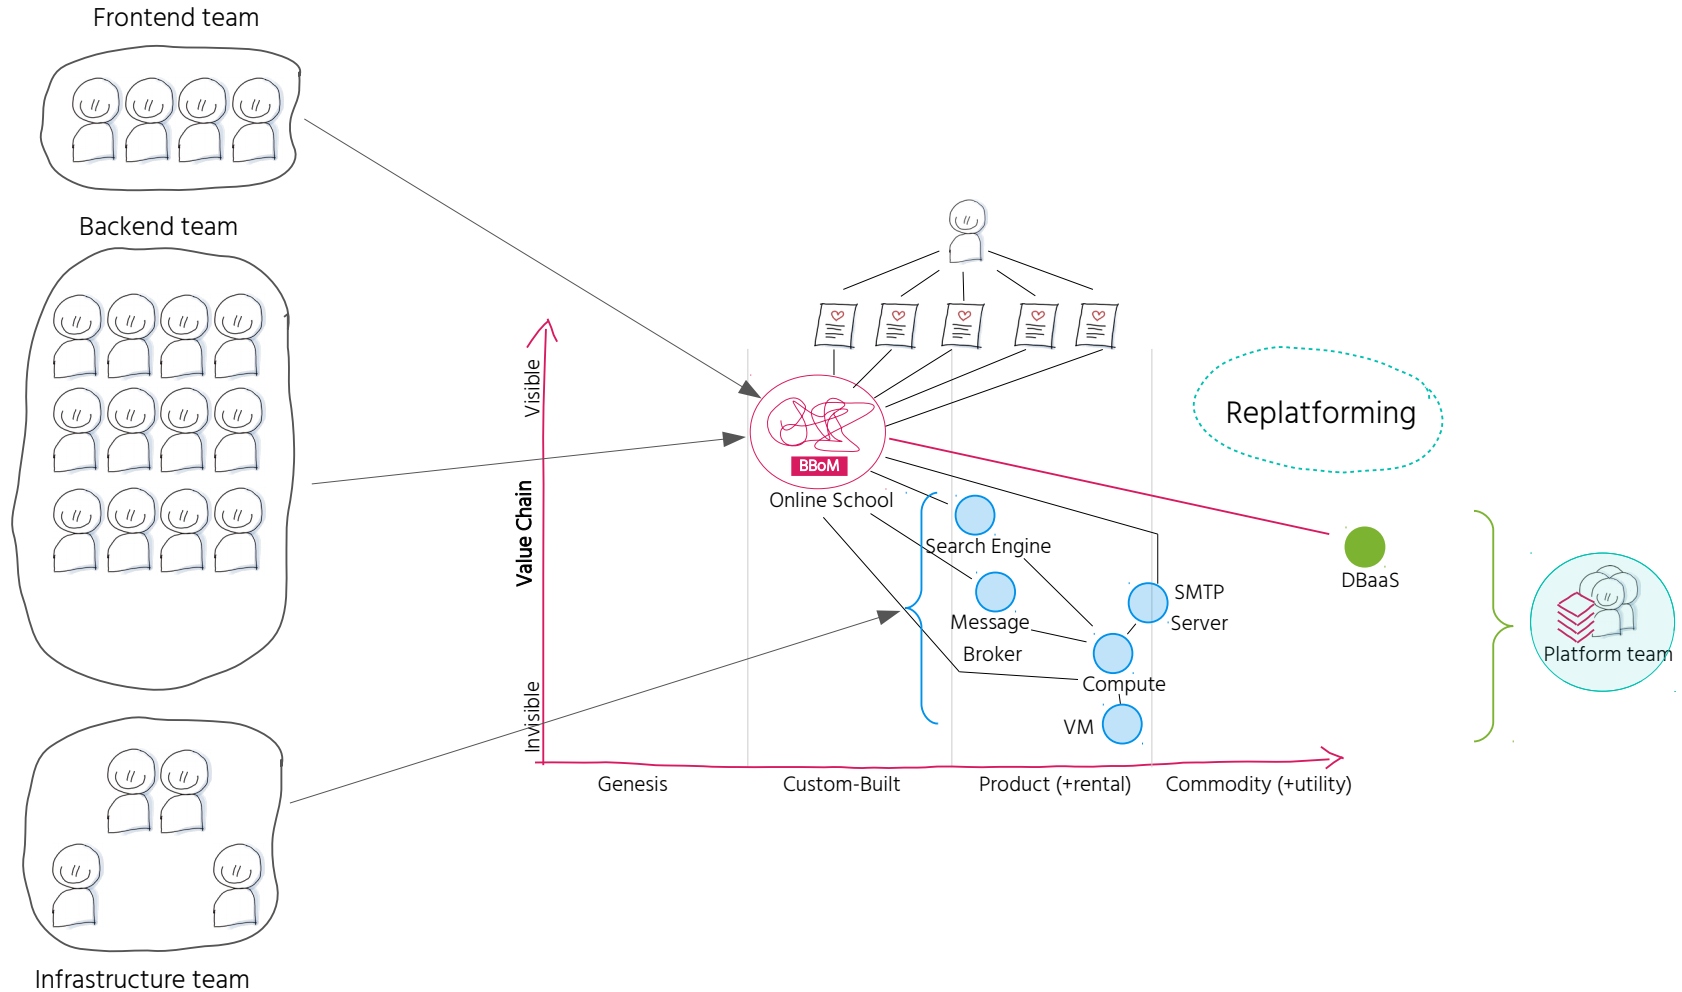 Frontend team
Backend team
Infrastructure team
Visible
Value Chain
Invisible
BBoM
Online School
Search Engine
Message
Broker
SMTP
Server
Compute
VM
Replatforming
DBaaS
Platform team
Genesis
Custom-Built
Product (+rental)
Commodity (+utility)